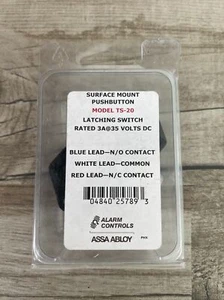 SURFACE MOUNT
PUSHBUTTON
MODEL TS-20
LATCHING SWITCH
RATED 3A@35 VOLTS DC
BLUE LEAD—N/O CONTACT
WHITE LEAD—COMMON
RED LEAD—N/C CONTACT
0 04840 25789 3
ALARM
CONTROLS
ASSA ABLOY